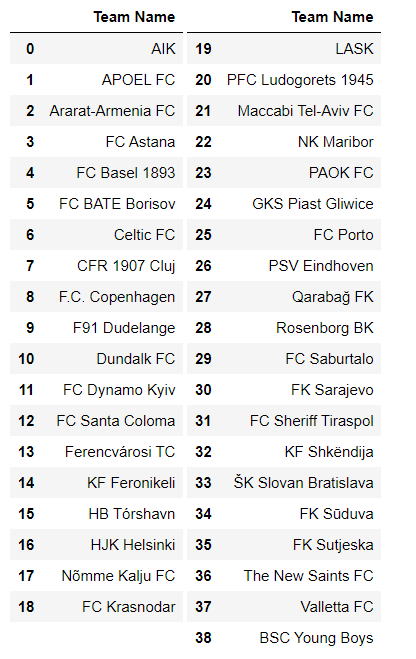 Team Name Team Name
0 AIK 19 LASK
1 APOEL FC 20 PFC Ludogorets 1945
2 Ararat-Armenia FC 21 Maccabi Tel-Aviv FC
3 FC Astana 22 NK Maribor
4 FC Basel 1893 23 PAOK FC
5 FC BATE Borisov 24 GKS Piast Gliwice
6 Celtic FC 25 FC Porto
7 CFR 1907 Cluj 26 PSV Eindhoven
8 F.C. Copenhagen 27 Qarabağ FK
9 F91 Dudelange 28 Rosenborg BK
10 Dundalk FC 29 FC Saburtalo
11 FC Dynamo Kyiv 30 FK Sarajevo
12 FC Santa Coloma 31 FC Sheriff Tiraspol
13 Ferencvárosi TC 32 KF Shkëndija
14 KF Feronikeli 33 ŠK Slovan Bratislava
15 HB Tórshavn 34 FK Sūduva
16 HJK Helsinki 35 FK Sutjeska
17 Nõmme Kalju FC 36 The New Saints FC
18 FC Krasnodar 37 Valletta FC
38 BSC Young Boys